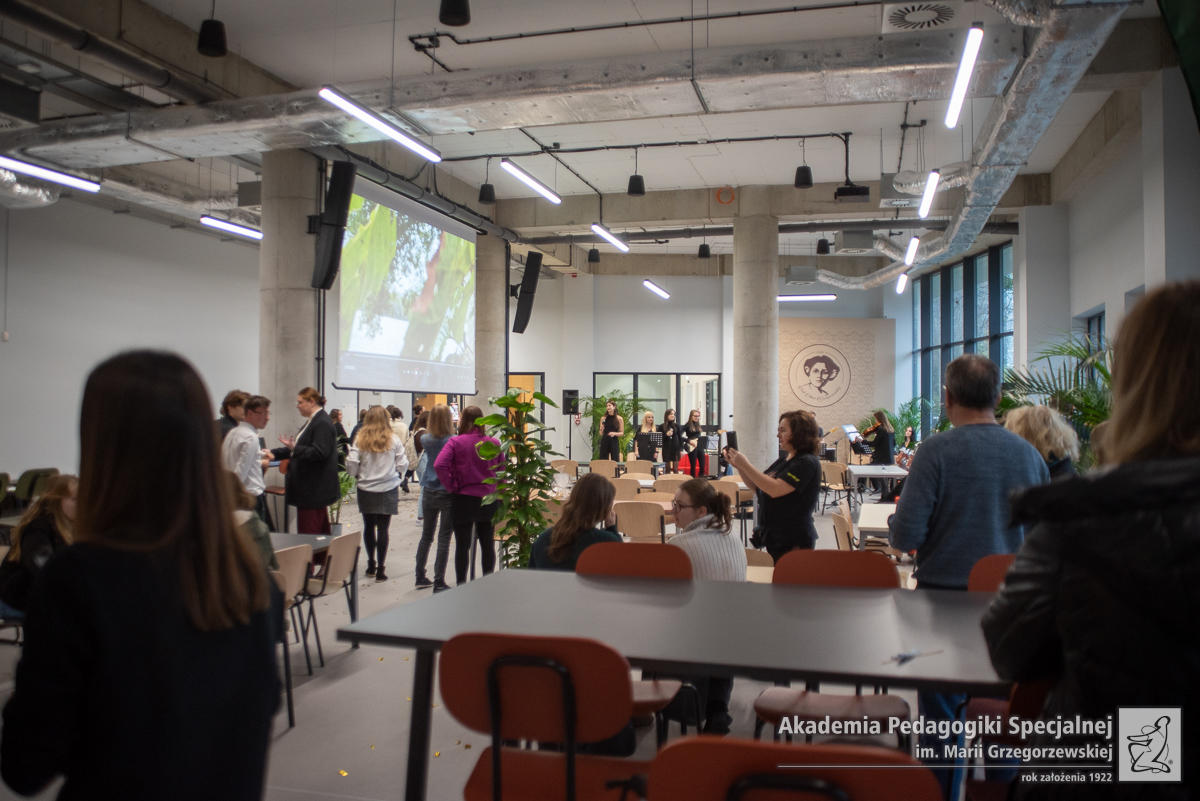 Akademia Pedagogiki Specjalnej
im. Marii Grzegorzewskiej
rok założenia 1922